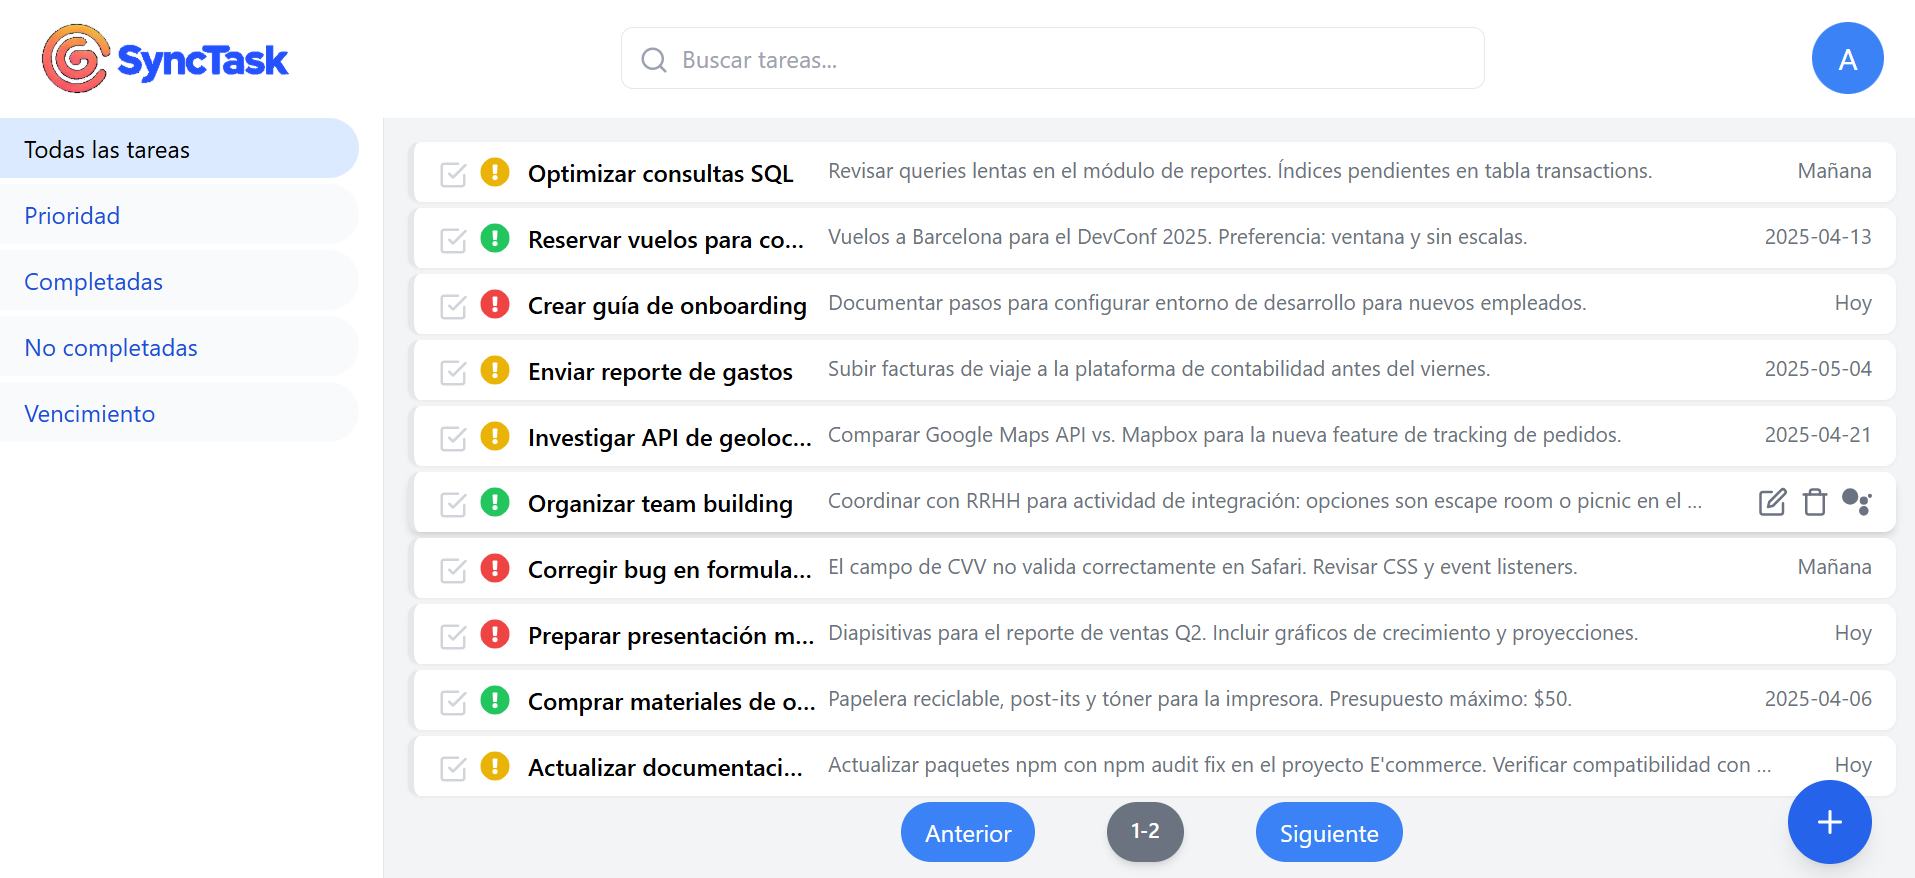 SyncTask
Buscar tareas...
A
Todas las tareas
Prioridad
Completadas
No completadas
Vencimiento
Optimizar consultas SQL Revisar queries lentas en el módulo de reportes. Índices pendientes en tabla transactions. Mañana
Reservar vuelos para co... Vuelos a Barcelona para el DevConf 2025. Preferencia: ventana y sin escalas. 2025-04-13
Crear guía de onboarding Documentar pasos para configurar entorno de desarrollo para nuevos empleados. Hoy
Enviar reporte de gastos Subir facturas de viaje a la plataforma de contabilidad antes del viernes. 2025-05-04
Investigar API de geoloc... Comparar Google Maps API vs. Mapbox para la nueva feature de tracking de pedidos. 2025-04-21
Organizar team building Coordinar con RRHH para actividad de integración: opciones son escape room o picnic en el ...
Corregir bug en formula... El campo de CVV no valida correctamente en Safari. Revisar CSS y event listeners. Mañana
Preparar presentación m... Diapisitivas para el reporte de ventas Q2. Incluir gráficos de crecimiento y proyecciones. Hoy
Comprar materiales de o... Papelera reciclable, post-its y tóner para la impresora. Presupuesto máximo: $50. 2025-04-06
Actualizar documentaci... Actualizar paquetes npm con npm audit fix en el proyecto E'commerce. Verificar compatibilidad con ... Hoy
Anterior 1-2 Siguiente
+